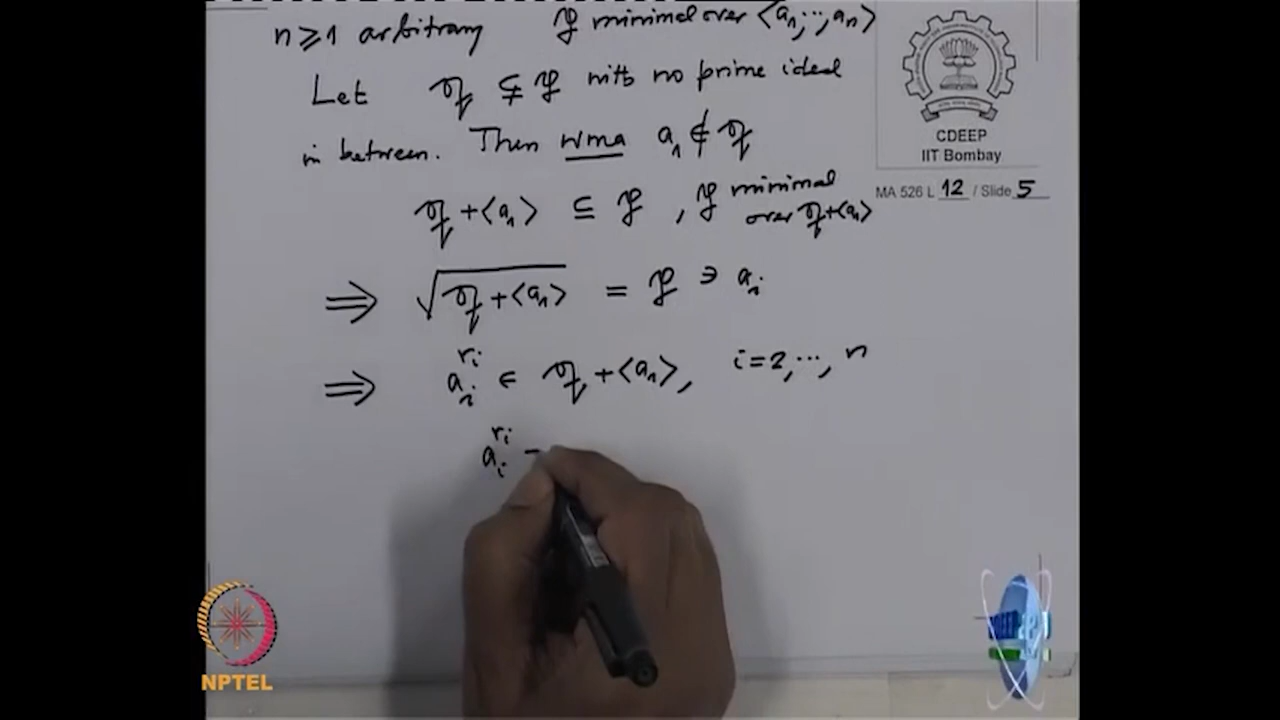 n ⩾ 1 arbitrary 𝔭 minimal over ⟨a₁, ⋯, aₙ⟩
Let 𝔮 ⊊ 𝔭 with no prime ideal
in between. Then wma a₁ ∉ 𝔮
𝔮 + ⟨a₁⟩ ⊆ 𝔭, 𝔭 minimal
over 𝔮+⟨a₁⟩
⟹ √(𝔮 + ⟨a₁⟩) = 𝔭 ∋ aᵢ
⟹ aᵢ^{rᵢ} ∈ 𝔮 + ⟨a₁⟩, i=2, ⋯, n
aᵢ^{rᵢ}
CDEEP
IIT Bombay
MA 526 L 12 / Slide 5
NPTEL